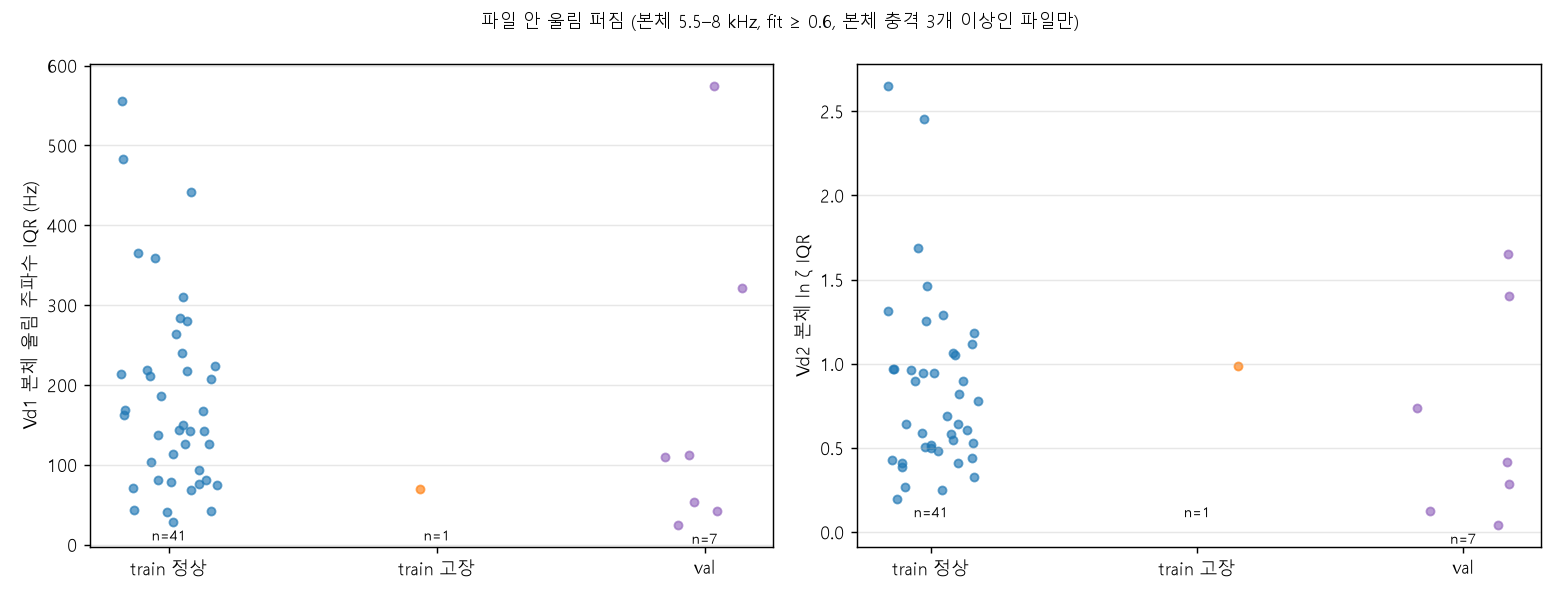 파일 안 울림 퍼짐 (본체 5.5–8 kHz, fit ≥ 0.6, 본체 충격 3개 이상인 파일만)
Vd1 본체 울림 주파수 IQR (Hz)
600
500
400
300
200
100
0
n=41
n=1
n=7
train 정상
train 고장
val
Vd2 본체 ln ζ IQR
2.5
2.0
1.5
1.0
0.5
0.0
n=41
n=1
n=7
train 정상
train 고장
val